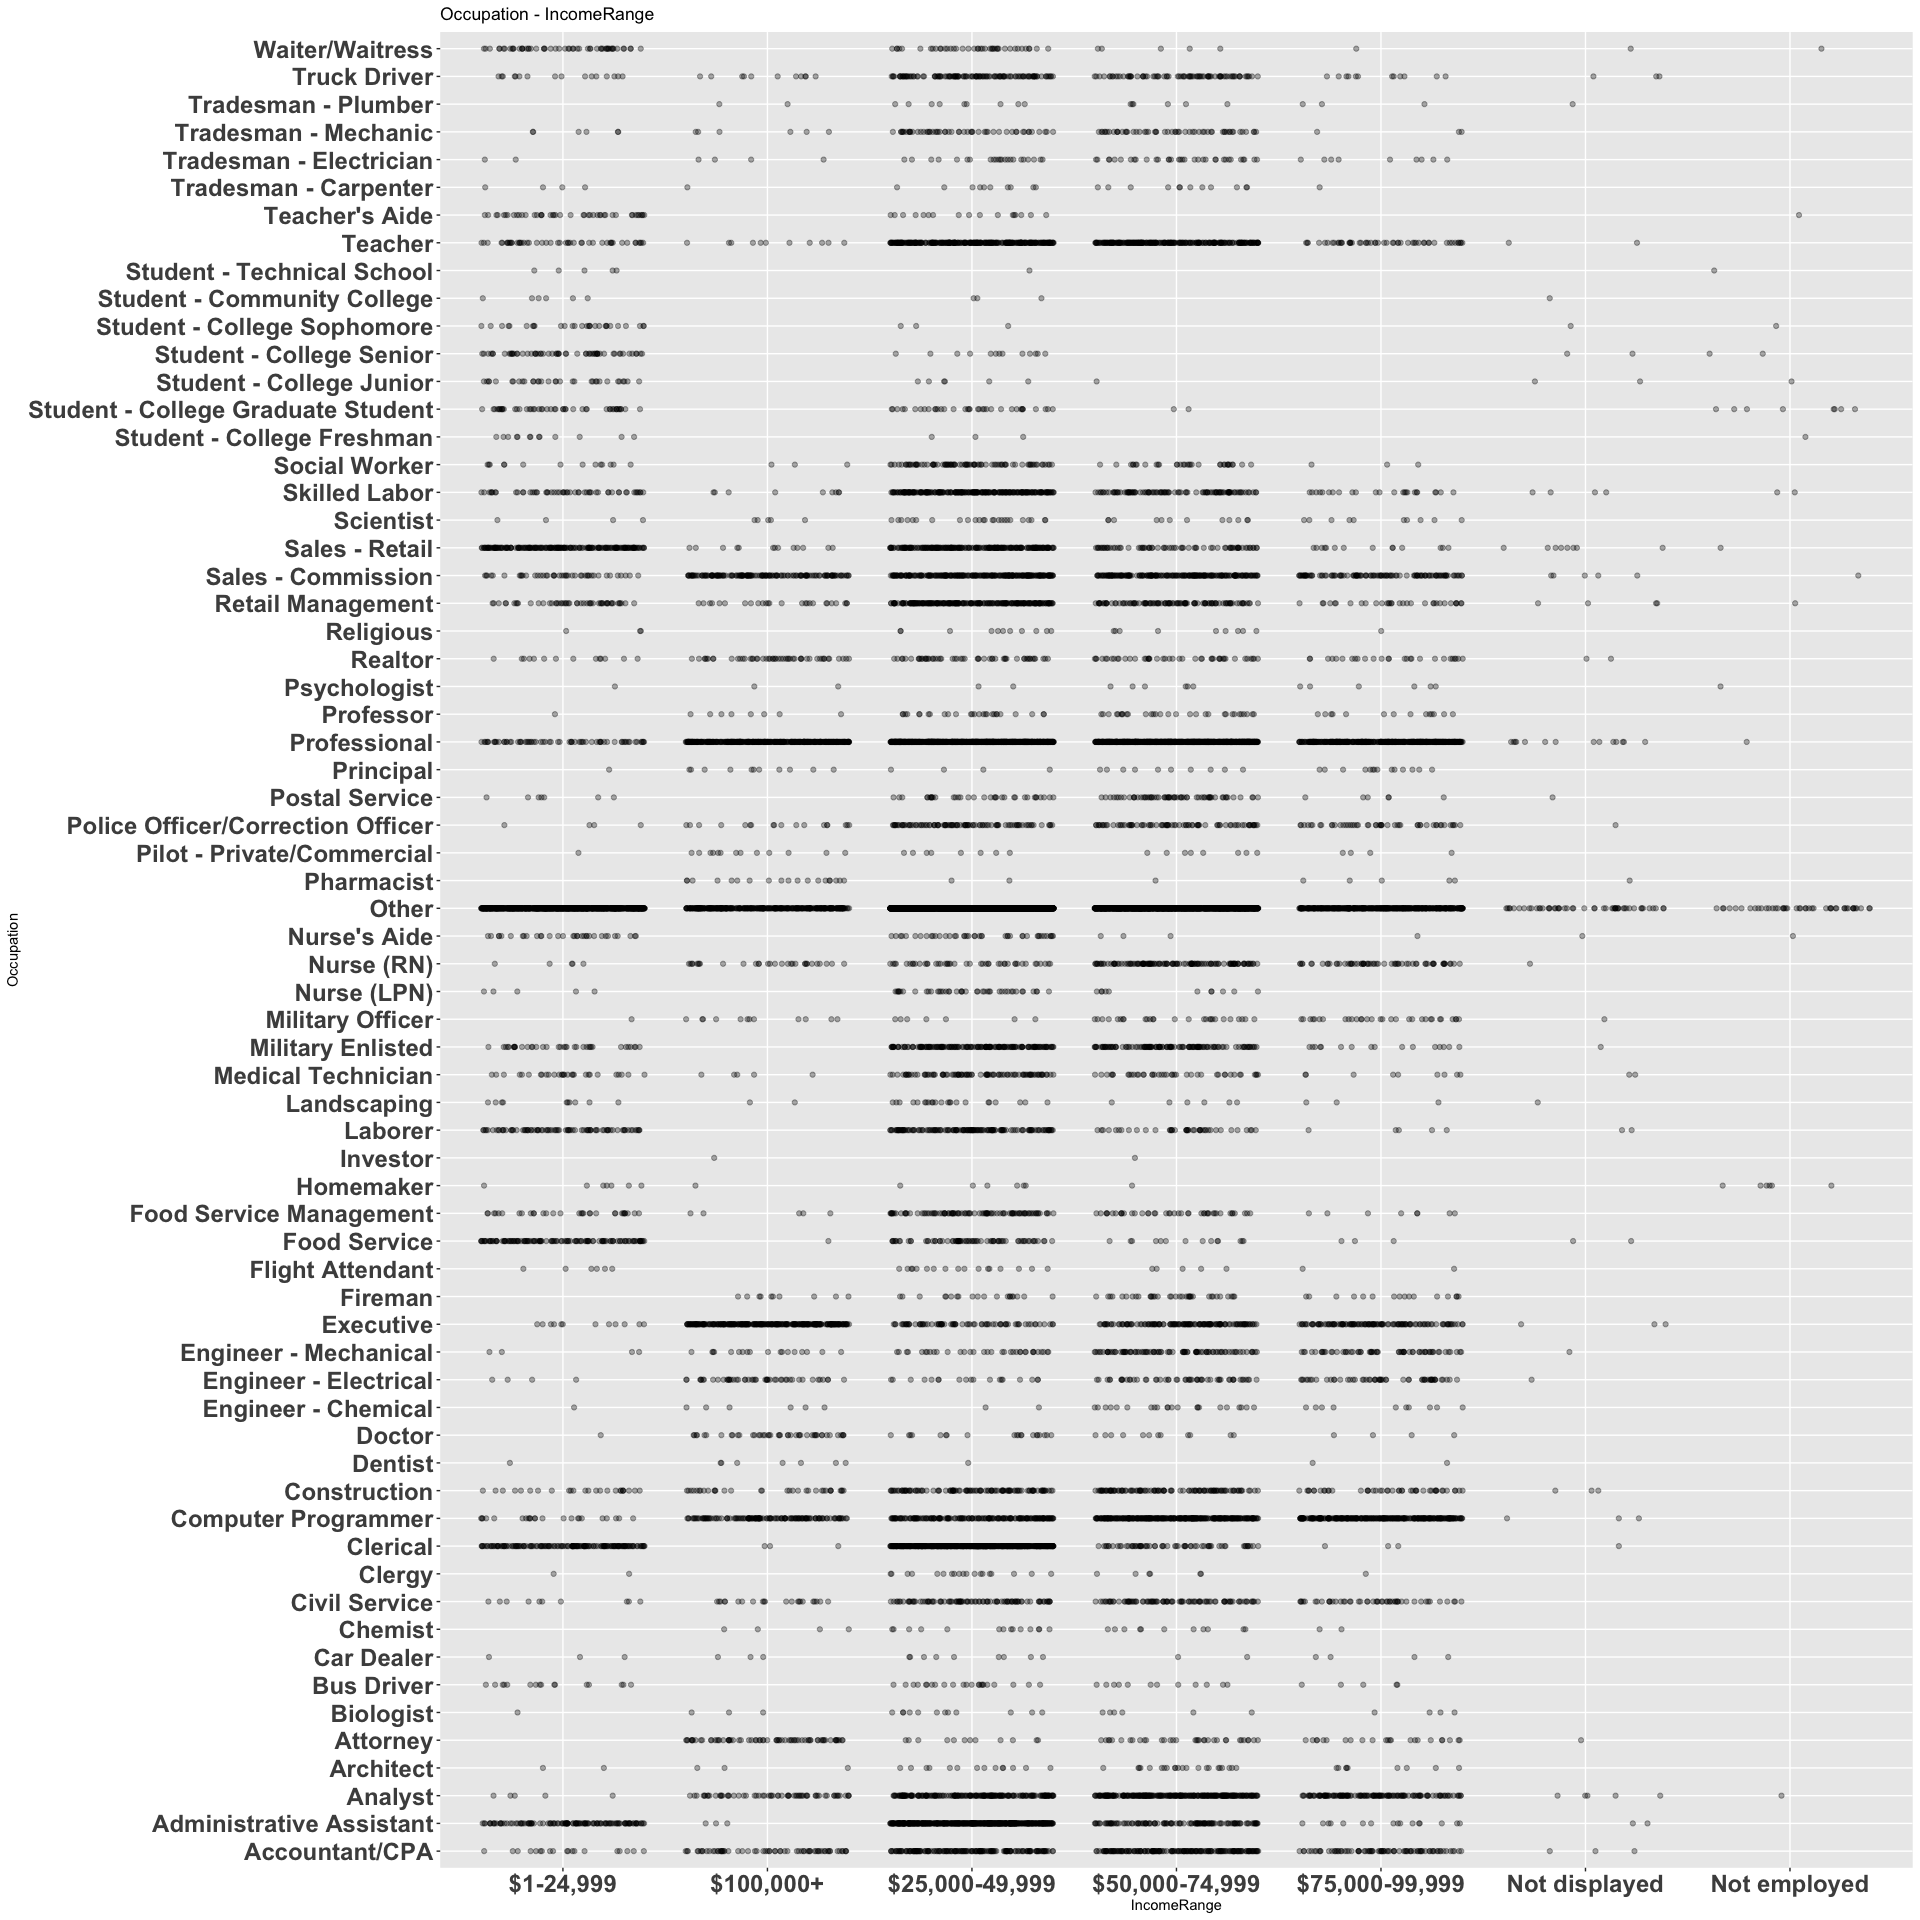 Occupation - IncomeRange
Waiter/Waitress
Truck Driver
Tradesman - Plumber
Tradesman - Mechanic
Tradesman - Electrician
Tradesman - Carpenter
Teacher's Aide
Teacher
Student - Technical School
Student - Community College
Student - College Sophomore
Student - College Senior
Student - College Junior
Student - College Graduate Student
Student - College Freshman
Social Worker
Skilled Labor
Scientist
Sales - Retail
Sales - Commission
Retail Management
Religious
Realtor
Psychologist
Professor
Professional
Principal
Postal Service
Police Officer/Correction Officer
Pilot - Private/Commercial
Pharmacist
Other
Nurse's Aide
Nurse (RN)
Nurse (LPN)
Military Officer
Military Enlisted
Medical Technician
Landscaping
Laborer
Investor
Homemaker
Food Service Management
Food Service
Flight Attendant
Fireman
Executive
Engineer - Mechanical
Engineer - Electrical
Engineer - Chemical
Doctor
Dentist
Construction
Computer Programmer
Clerical
Clergy
Civil Service
Chemist
Car Dealer
Bus Driver
Biologist
Attorney
Architect
Analyst
Administrative Assistant
Accountant/CPA
Occupation
$1-24,999 $100,000+ $25,000-49,999 $50,000-74,999 $75,000-99,999 Not displayed Not employed
IncomeRange